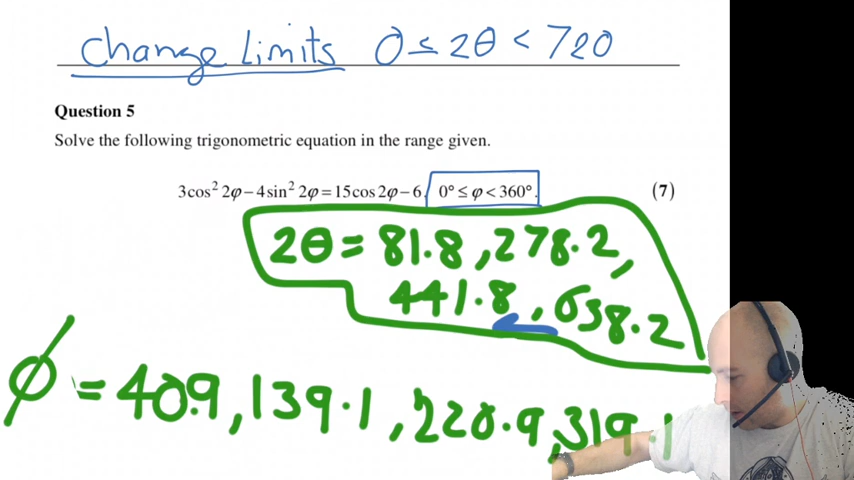 Change Limits 0 ≤ 2θ < 720
Question 5
Solve the following trigonometric equation in the range given.
3cos² 2φ − 4sin² 2φ = 15cos 2φ − 6, 0° ≤ φ < 360°. (7)
2θ = 81.8, 278.2,
441.8, 638.2
ϕ = 40.9, 139.1, 220.9, 319.1